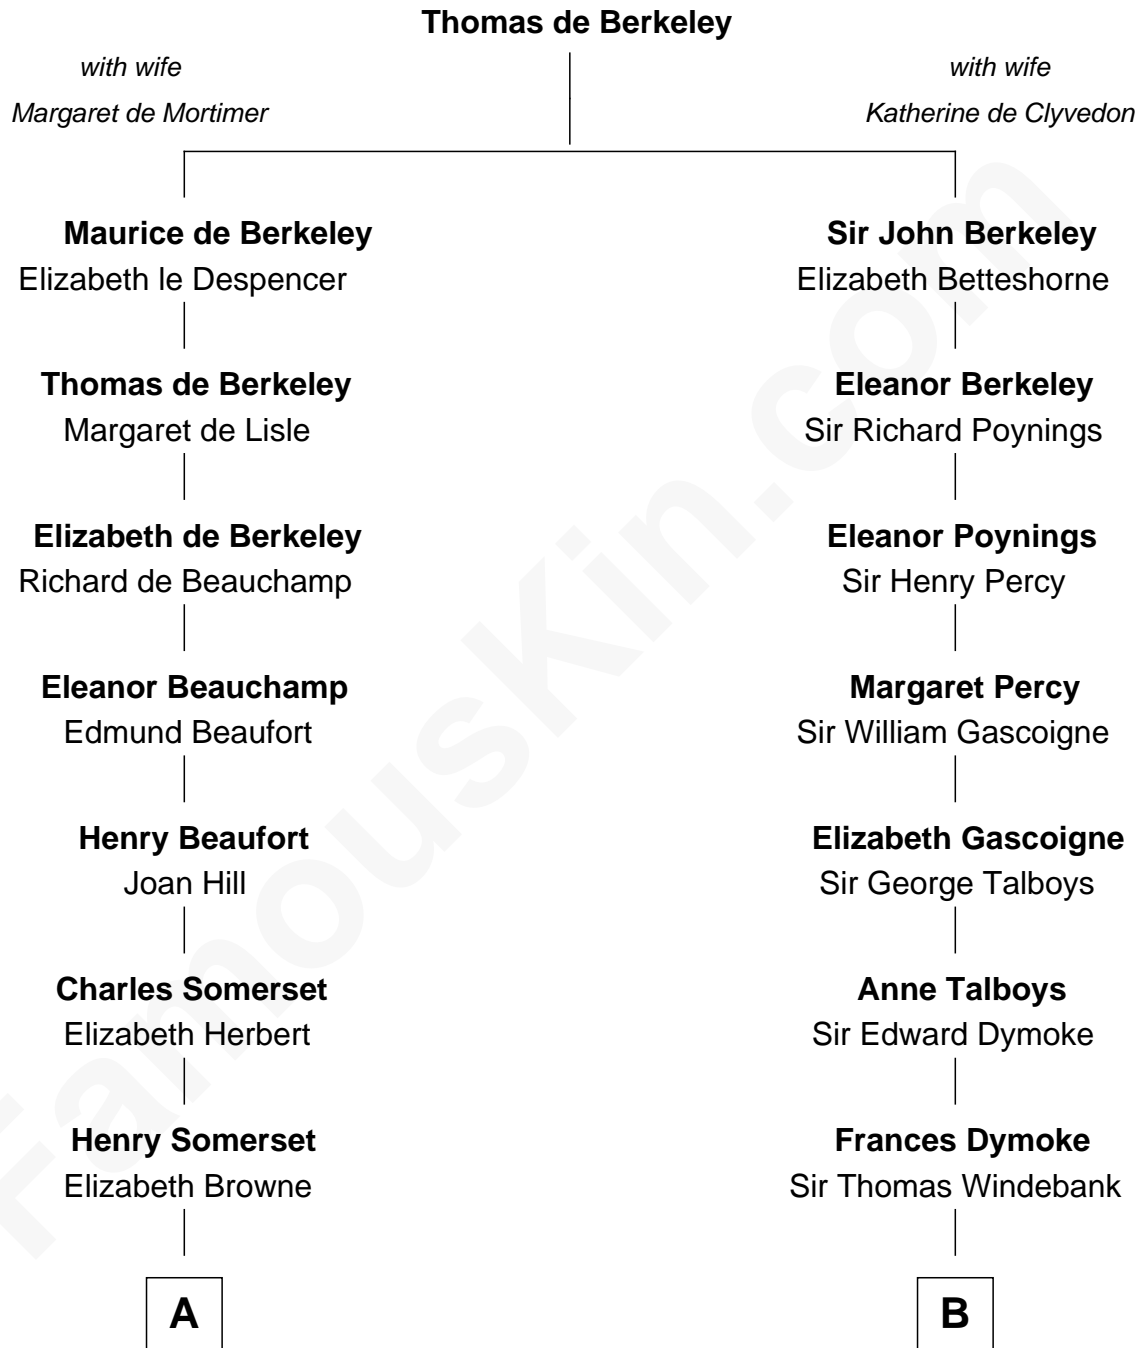 Thomas de Berkeley
with wife
Margaret de Mortimer
with wife
Katherine de Clyvedon
Maurice de Berkeley
Elizabeth le Despencer
Sir John Berkeley
Elizabeth Betteshorne
Thomas de Berkeley
Margaret de Lisle
Eleanor Berkeley
Sir Richard Poynings
Elizabeth de Berkeley
Richard de Beauchamp
Eleanor Poynings
Sir Henry Percy
Eleanor Beauchamp
Edmund Beaufort
Margaret Percy
Sir William Gascoigne
Henry Beaufort
Joan Hill
Elizabeth Gascoigne
Sir George Talboys
Charles Somerset
Elizabeth Herbert
Anne Talboys
Sir Edward Dymoke
Henry Somerset
Elizabeth Browne
Frances Dymoke
Sir Thomas Windebank
A
B
FamousKin.com